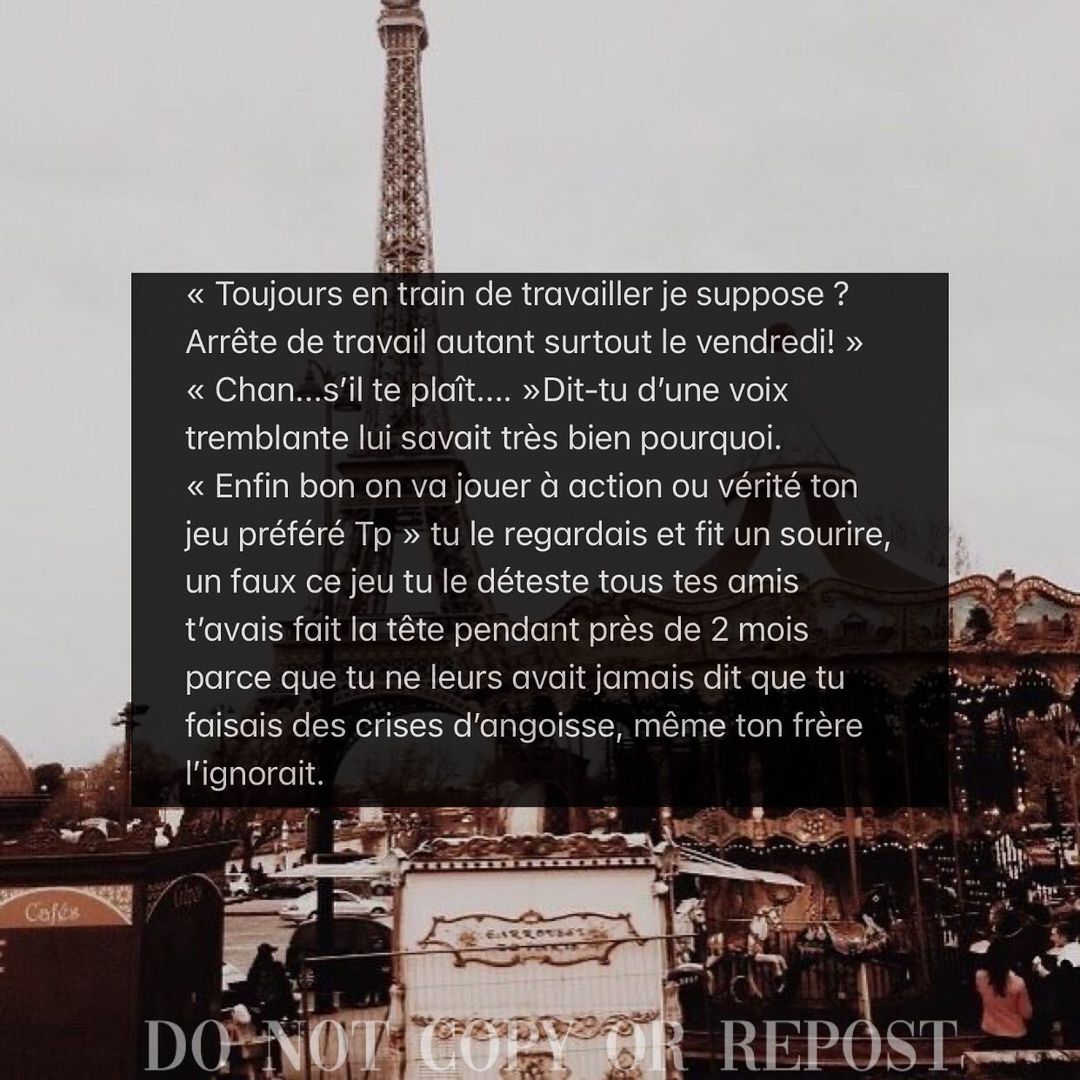 « Toujours en train de travailler je suppose ?
Arrête de travail autant surtout le vendredi! »
« Chan...s’il te plaît.... »Dit-tu d’une voix
tremblante lui savait très bien pourquoi.
« Enfin bon on va jouer à action ou vérité ton
jeu préféré Tp » tu le regardais et fit un sourire,
un faux ce jeu tu le déteste tous tes amis
t’avais fait la tête pendant près de 2 mois
parce que tu ne leurs avait jamais dit que tu
faisais des crises d’angoisse, même ton frère
l’ignorait.
Cafés
CARROUSEL
DE PARIS
DO NOT COPY OR REPOST